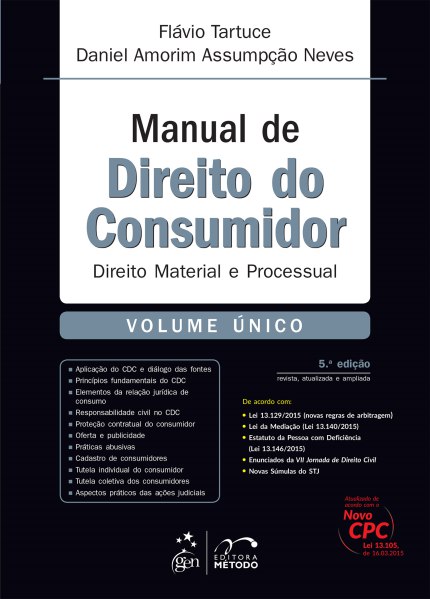 Flávio Tartuce
Daniel Amorim Assumpção Neves
Manual de
Direito do
Consumidor
Direito Material e Processual
VOLUME ÚNICO
Aplicação do CDC e diálogo das fontes
Princípios fundamentais do CDC
Elementos da relação jurídica de
consumo
Responsabilidade civil no CDC
Proteção contratual do consumidor
Oferta e publicidade
Práticas abusivas
Cadastro de consumidores
Tutela individual do consumidor
Tutela coletiva dos consumidores
Aspectos práticos das ações judiciais
5.ª edição
revista, atualizada e ampliada
De acordo com:
Lei 13.129/2015 (novas regras de arbitragem)
Lei da Mediação (Lei 13.140/2015)
Estatuto da Pessoa com Deficiência
(Lei 13.146/2015)
Enunciados da VII Jornada de Direito Civil
Novas Súmulas do STJ
Atualizado de
acordo com o
Novo
CPC
Lei 13.105,
de 16.03.2015
gen
EDITORA
MÉTODO